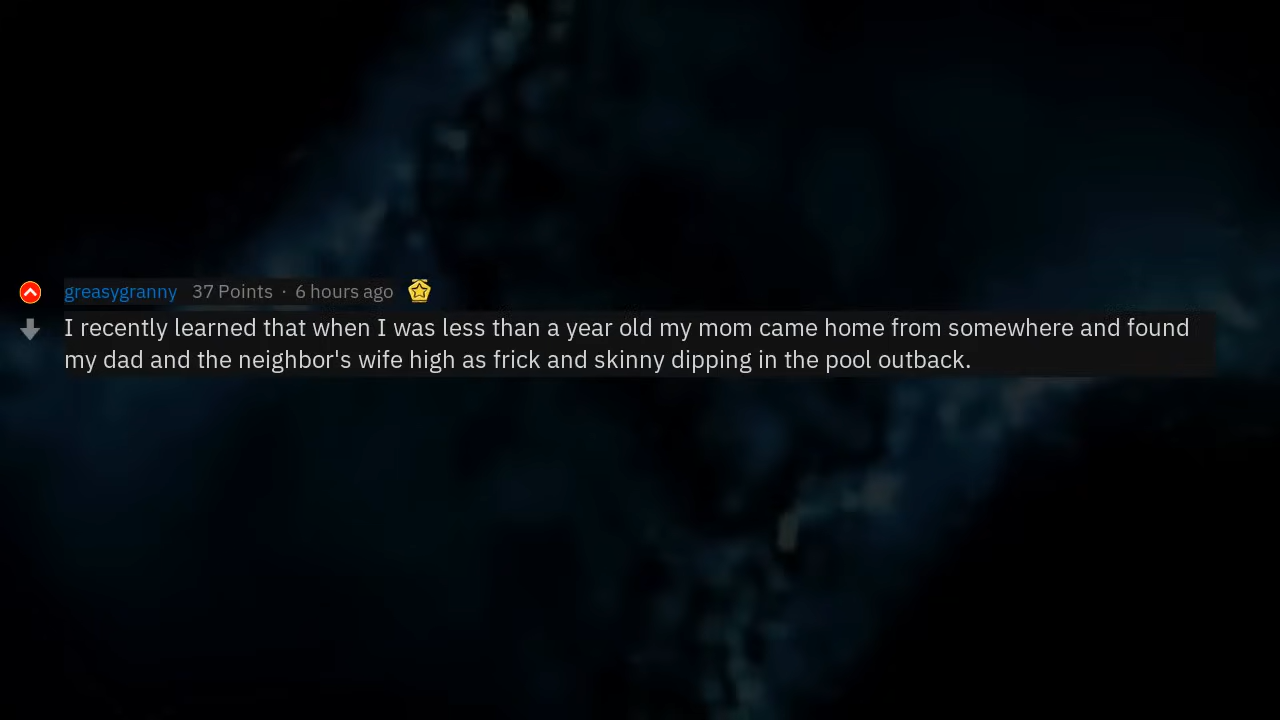 greasygranny 37 Points · 6 hours ago
I recently learned that when I was less than a year old my mom came home from somewhere and found
my dad and the neighbor's wife high as frick and skinny dipping in the pool outback.